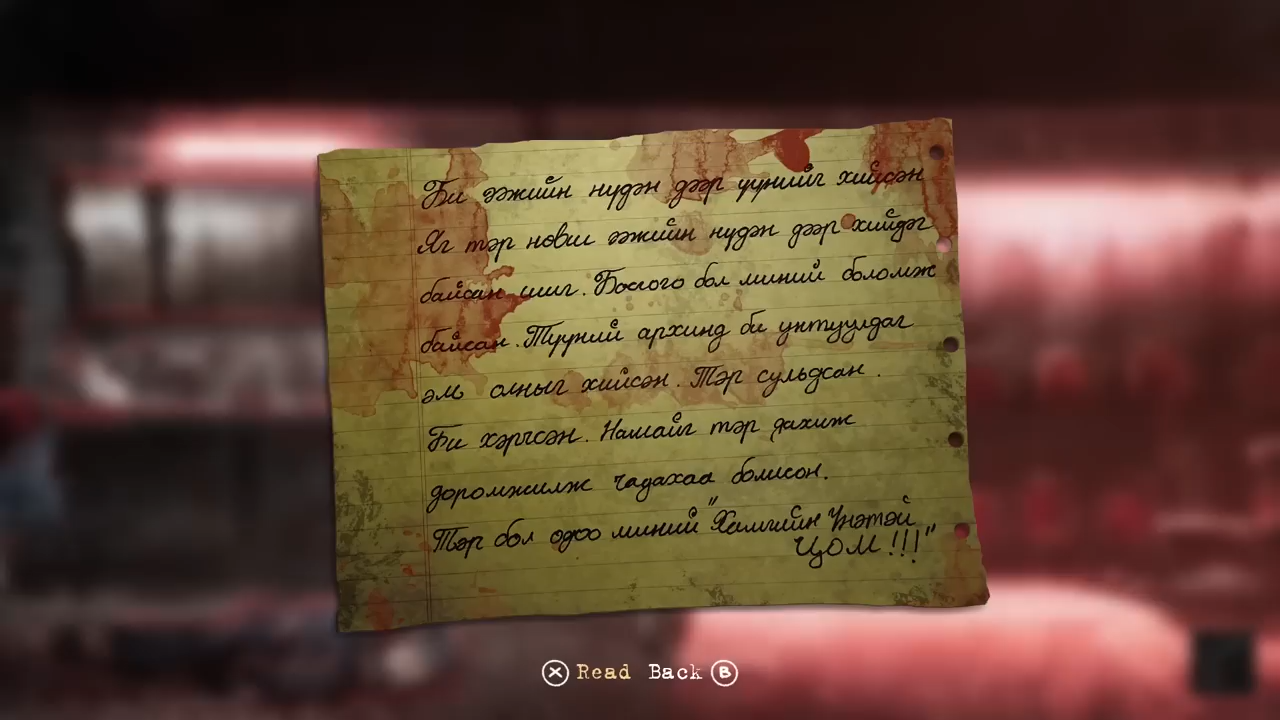 Би ээжийн нүдэн дээр үүнийг хийсэн
Яг тэр новш ээжийн нүдэн дээр хийдэг
байсан шиг. Босого бол миний боломж
байсан. Түүний архинд би унтуулдаг
эм олныг хийсэн. Тэр сульдсан.
Би хэрчсэн. Намайг тэр дахиж
доромжилж чадахаа больсон.
Тэр бол одоо миний "Хамгийн Үнэтэй
ЦОМ!!!"
Read Back